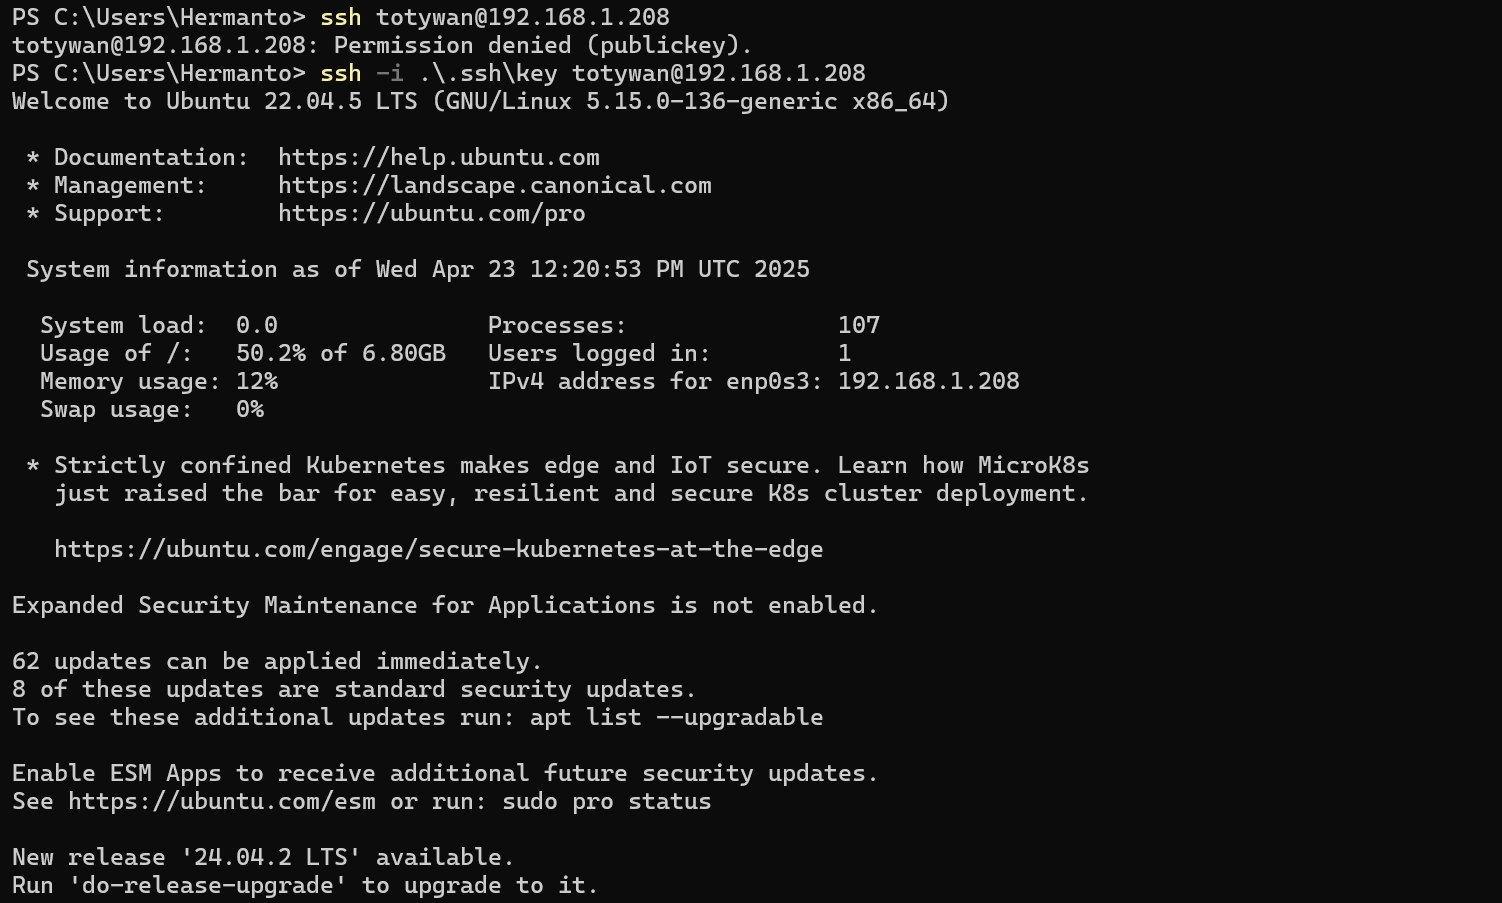 PS C:\Users\Hermanto> ssh totywan@192.168.1.208
totywan@192.168.1.208: Permission denied (publickey).
PS C:\Users\Hermanto> ssh -i .\.ssh\key totywan@192.168.1.208
Welcome to Ubuntu 22.04.5 LTS (GNU/Linux 5.15.0-136-generic x86_64)

 * Documentation:  https://help.ubuntu.com
 * Management:     https://landscape.canonical.com
 * Support:        https://ubuntu.com/pro

 System information as of Wed Apr 23 12:20:53 PM UTC 2025

  System load:  0.0               Processes:               107
  Usage of /:   50.2% of 6.80GB   Users logged in:         1
  Memory usage: 12%               IPv4 address for enp0s3: 192.168.1.208
  Swap usage:   0%

 * Strictly confined Kubernetes makes edge and IoT secure. Learn how MicroK8s
   just raised the bar for easy, resilient and secure K8s cluster deployment.

   https://ubuntu.com/engage/secure-kubernetes-at-the-edge

Expanded Security Maintenance for Applications is not enabled.

62 updates can be applied immediately.
8 of these updates are standard security updates.
To see these additional updates run: apt list --upgradable

Enable ESM Apps to receive additional future security updates.
See https://ubuntu.com/esm or run: sudo pro status

New release '24.04.2 LTS' available.
Run 'do-release-upgrade' to upgrade to it.